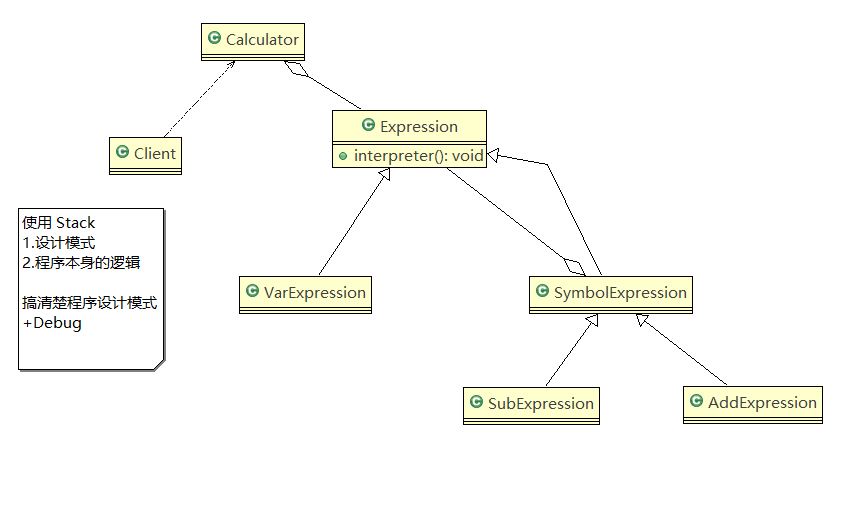 Calculator
Expression
interpreter(): void
Client
使用 Stack
1.设计模式
2.程序本身的逻辑
搞清楚程序设计模式
+Debug
VarExpression
SymbolExpression
SubExpression
AddExpression